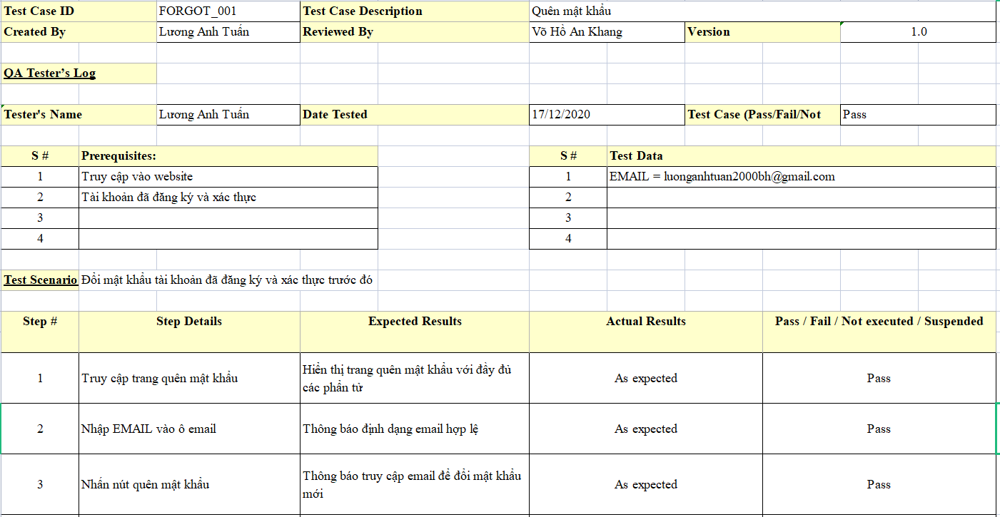 Test Case ID FORGOT_001 Test Case Description Quên mật khẩu
Created By Lương Anh Tuấn Reviewed By Võ Hồ An Khang Version 1.0
QA Tester's Log
Tester's Name Lương Anh Tuấn Date Tested 17/12/2020 Test Case (Pass/Fail/Not Pass
S # Prerequisites: S # Test Data
1 Truy cập vào website 1 EMAIL = luonganhtuan2000bh@gmail.com
2 Tài khoản đã đăng ký và xác thực 2
3 3
4 4
Test Scenario Đổi mật khẩu tài khoản đã đăng ký và xác thực trước đó
Step # Step Details Expected Results Actual Results Pass / Fail / Not executed / Suspended
1 Truy cập trang quên mật khẩu Hiển thị trang quên mật khẩu với đầy đủ
các phần tử As expected Pass
2 Nhập EMAIL vào ô email Thông báo định dạng email hợp lệ As expected Pass
3 Nhấn nút quên mật khẩu Thông báo truy cập email để đổi mật khẩu
mới As expected Pass